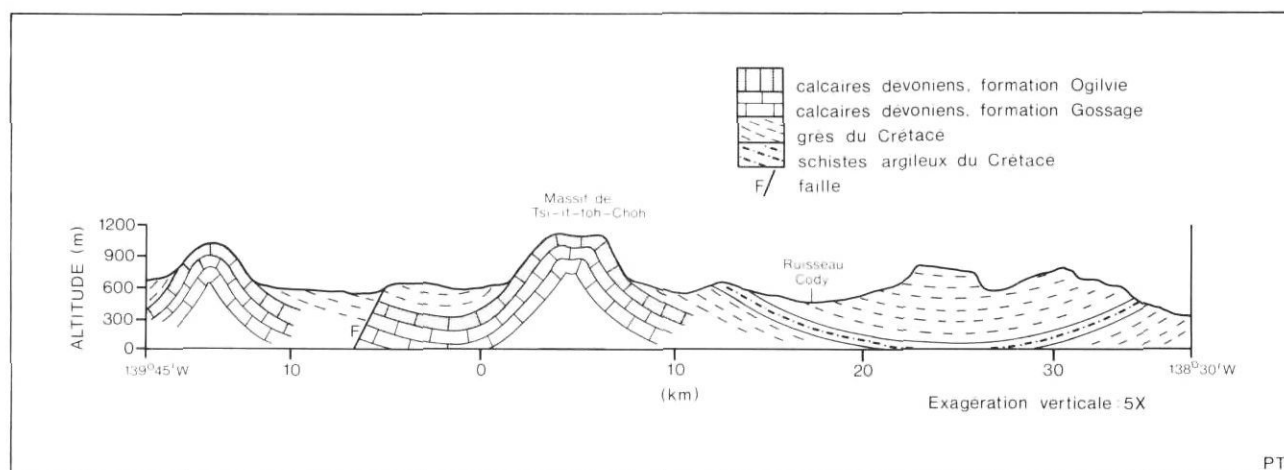 calcaires dévoniens, formation Ogilvie
calcaires dévoniens, formation Gossage
grès du Crétacé
schistes argileux du Crétace
F/ faille
Massif de
Tsi-it-toh-Choh
Ruisseau
Cody
ALTITUDE (m)
1200
900
600
300
0
F
139°45'W
10
0
10
20
30
138°30'W
(km)
Exagération verticale : 5X
PT